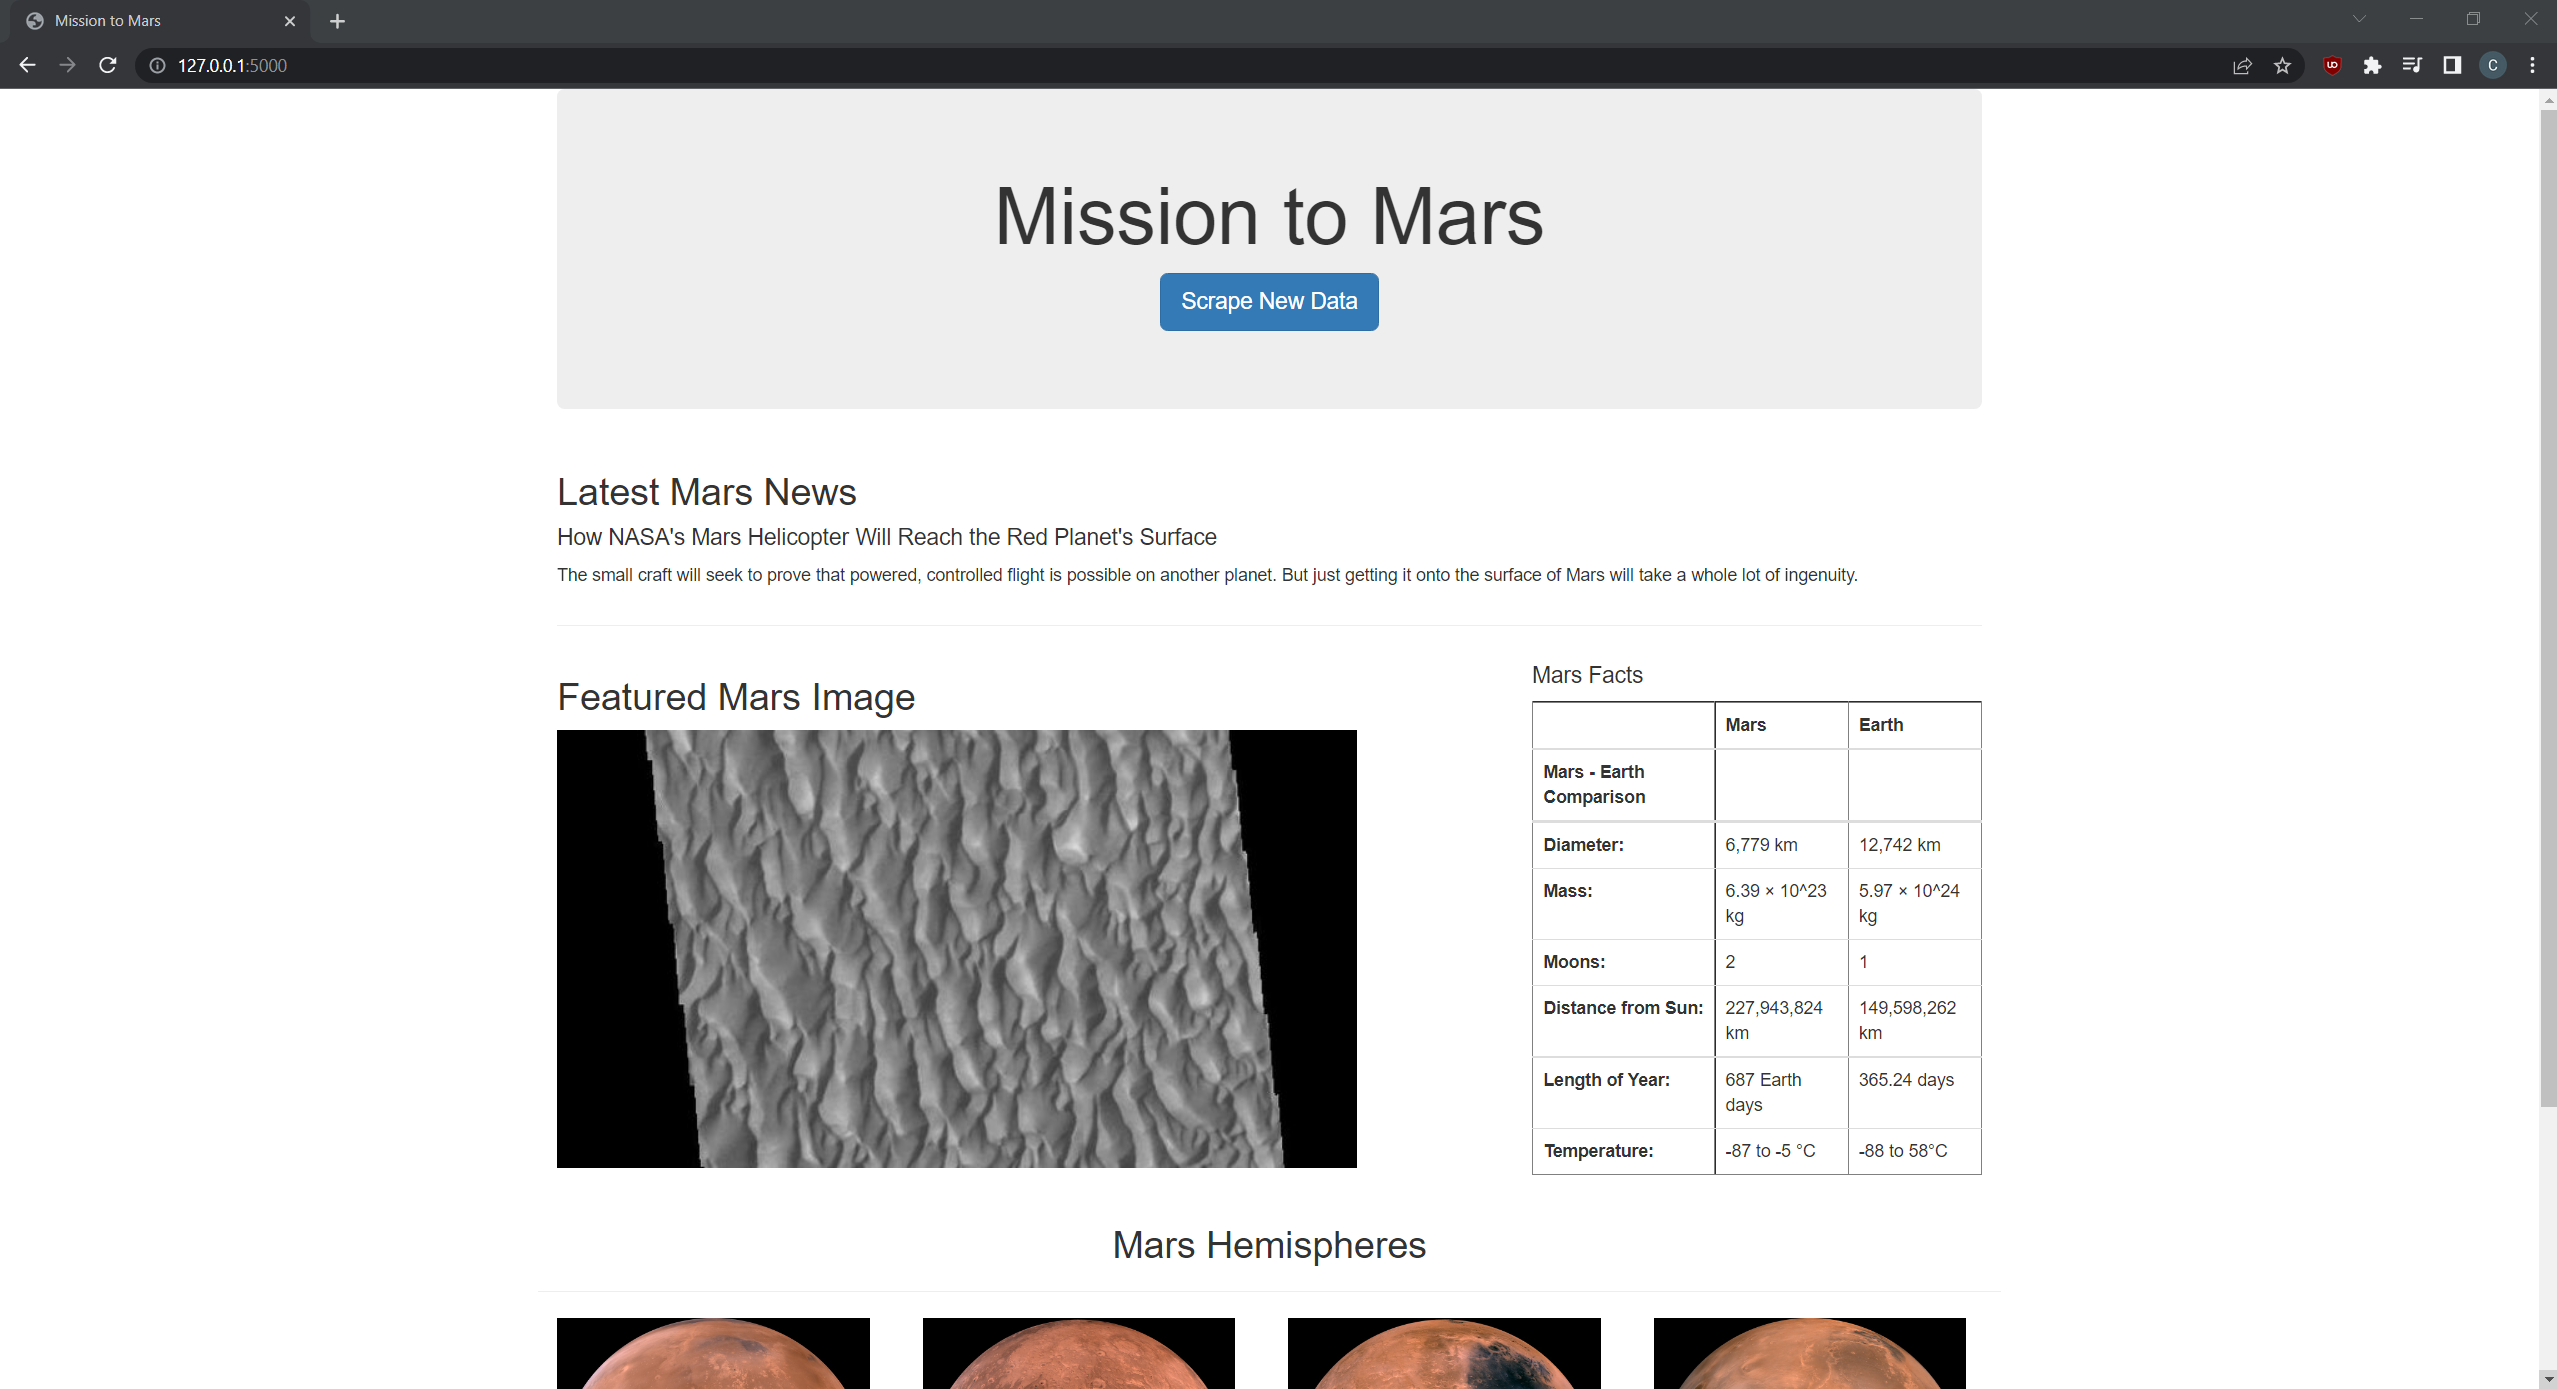 Mission to Mars
127.0.0.1:5000
C
Mission to Mars
Scrape New Data
Latest Mars News
How NASA's Mars Helicopter Will Reach the Red Planet's Surface
The small craft will seek to prove that powered, controlled flight is possible on another planet. But just getting it onto the surface of Mars will take a whole lot of ingenuity.
Featured Mars Image
Mars Facts
Mars Earth
Mars - Earth
Comparison
Diameter: 6,779 km 12,742 km
Mass: 6.39 × 10^23 5.97 × 10^24
kg kg
Moons: 2 1
Distance from Sun: 227,943,824 149,598,262
km km
Length of Year: 687 Earth 365.24 days
days
Temperature: -87 to -5 °C -88 to 58°C
Mars Hemispheres